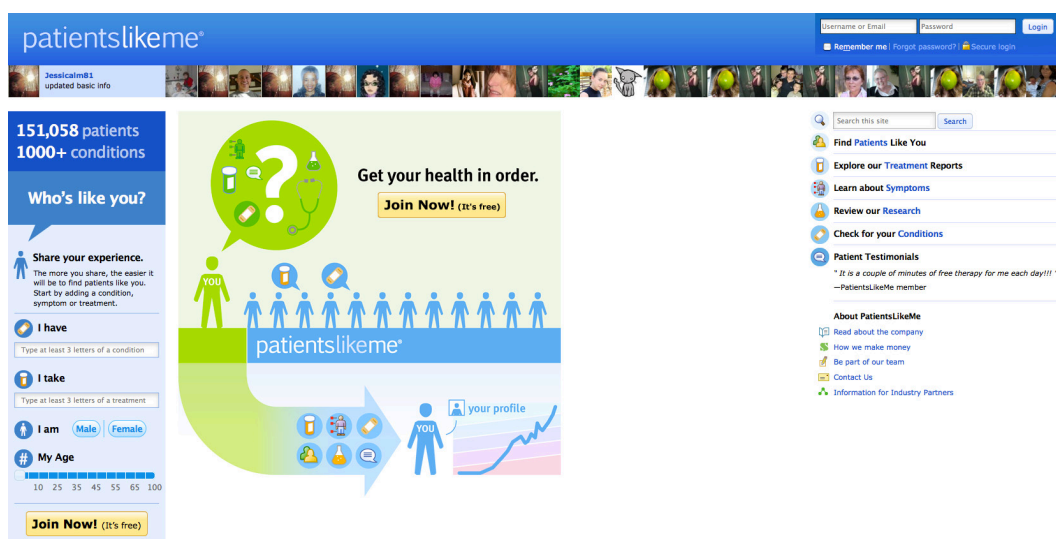 patientslikeme®
Username or Email
Password
Login
Remember me | Forgot password? | Secure login
Jessicalm81
updated basic info
151,058 patients
1000+ conditions
Who's like you?
Share your experience.
The more you share, the easier it
will be to find patients like you.
Start by adding a condition,
symptom or treatment.
I have
Type at least 3 letters of a condition
I take
Type at least 3 letters of a treatment
I am
Male
Female
#
My Age
10 25 35 45 55 65 100
Join Now! (It's free)
?
Get your health in order.
Join Now! (It's free)
YOU
patientslikeme®
YOU
your profile
Search this site
Search
Find Patients Like You
Explore our Treatment Reports
Learn about Symptoms
Review our Research
Check for your Conditions
Patient Testimonials
" It is a couple of minutes of free therapy for me each day!!! "
—PatientsLikeMe member
About PatientsLikeMe
Read about the company
How we make money
Be part of our team
Contact Us
Information for Industry Partners